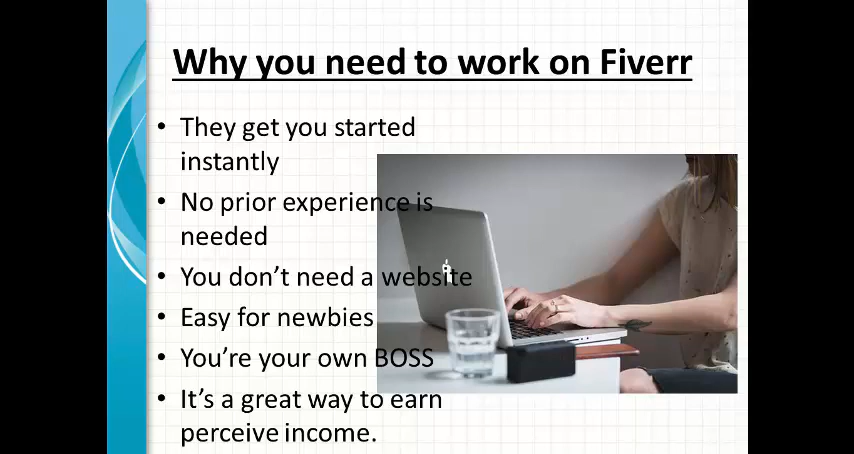 Why you need to work on Fiverr
• They get you started
instantly
• No prior experience is
needed
• You don't need a website
• Easy for newbies
• You're your own BOSS
• It's a great way to earn
perceive income.